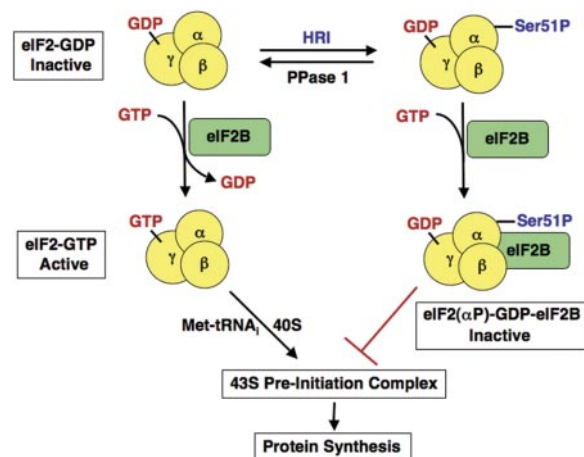 eIF2-GDP
Inactive
GDP
α
γ
β
HRI
PPase 1
GDP
α
Ser51P
γ
β
GTP
eIF2B
GDP
GTP
eIF2B
eIF2-GTP
Active
GTP
α
γ
β
GDP
α
Ser51P
γ
β
eIF2B
Met-tRNAi 40S
eIF2(αP)-GDP-eIF2B
Inactive
43S Pre-Initiation Complex
Protein Synthesis